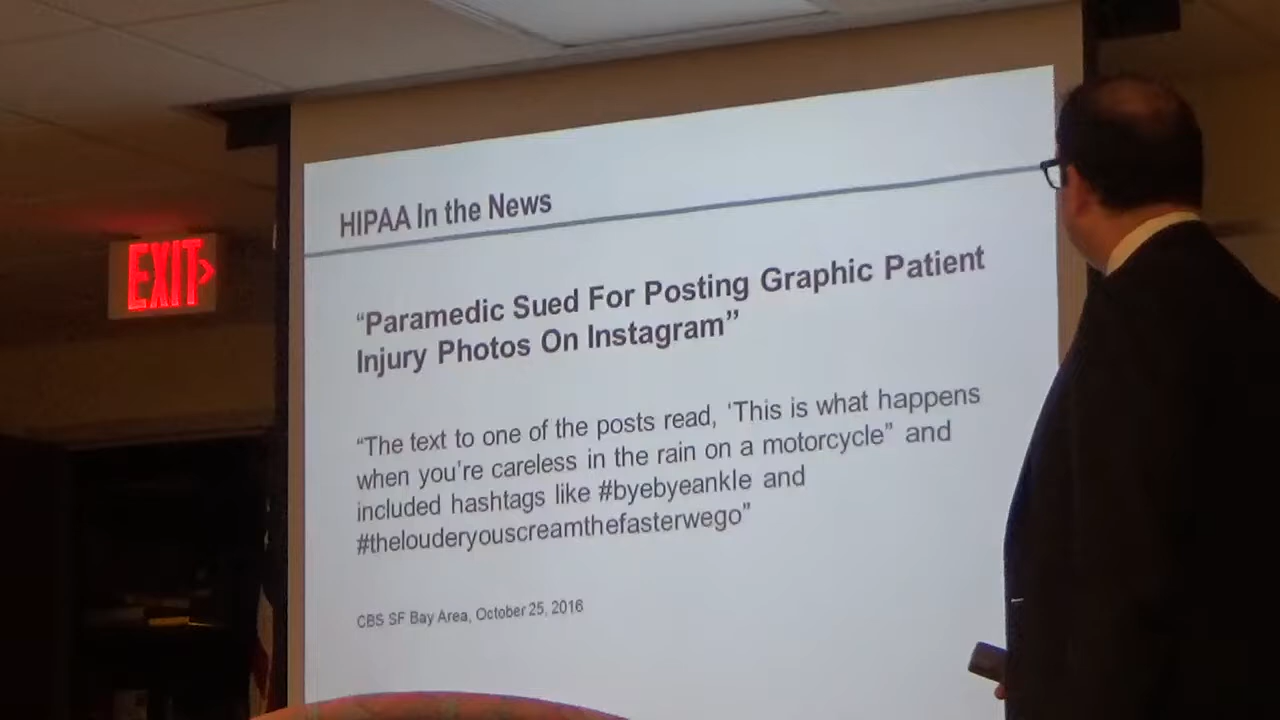 EXIT
HIPAA In the News
“Paramedic Sued For Posting Graphic Patient
Injury Photos On Instagram”
“The text to one of the posts read, ‘This is what happens
when you’re careless in the rain on a motorcycle” and
included hashtags like #byebyeankle and
#thelouderyouscreamthefasterwego”
CBS SF Bay Area, October 25, 2016